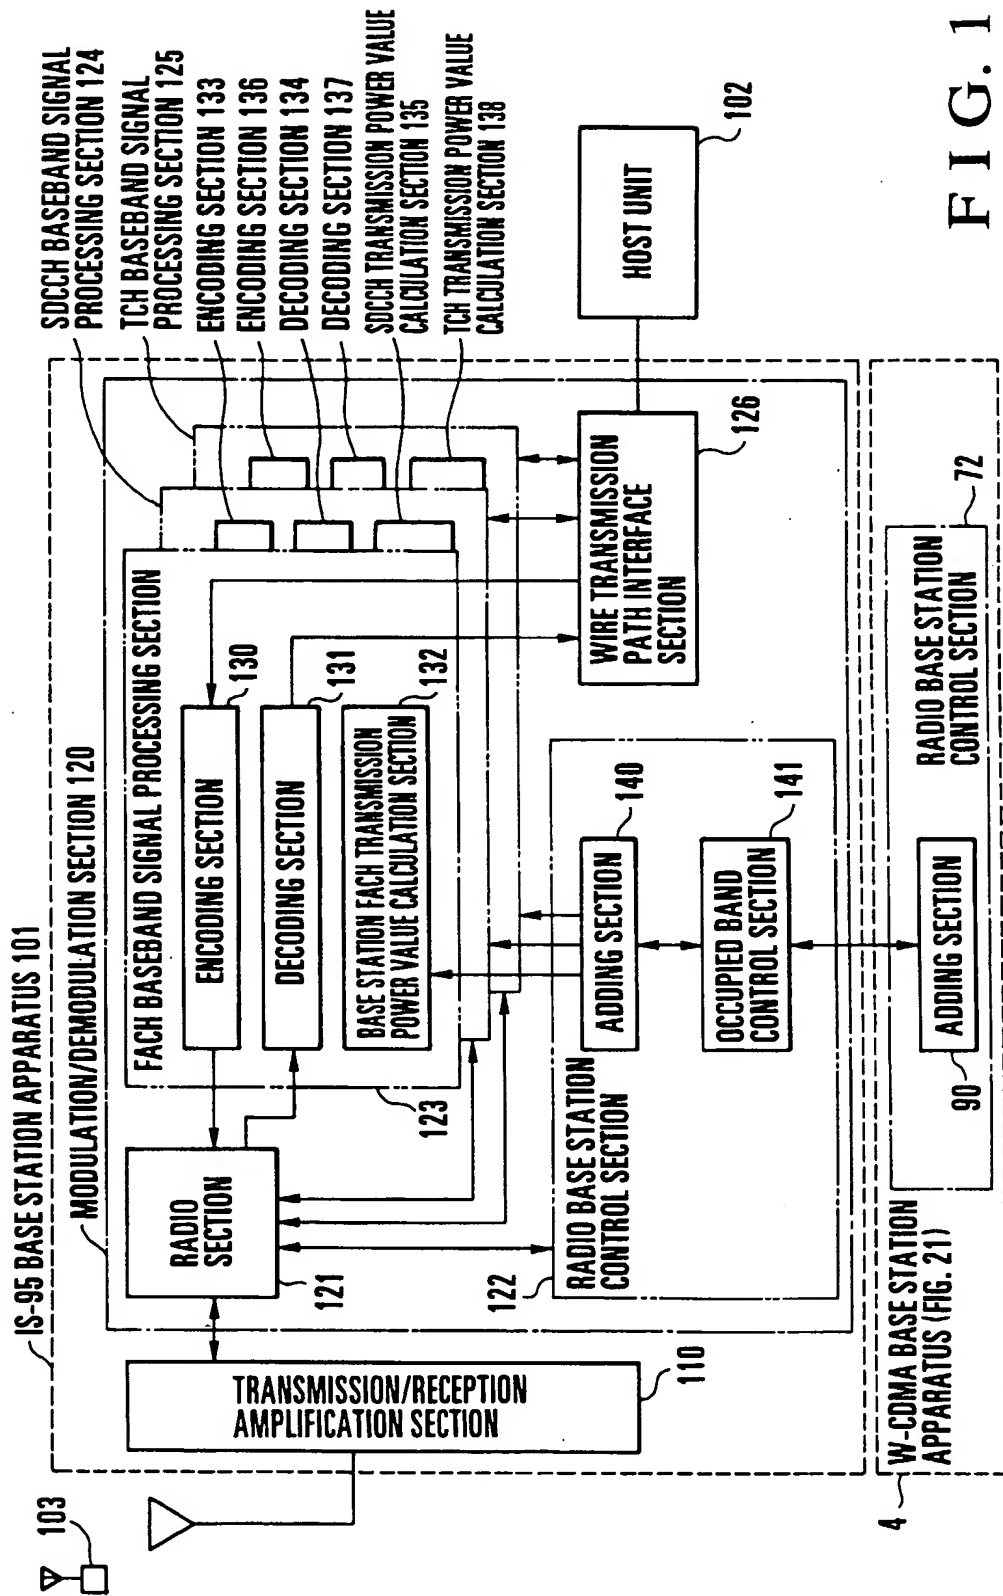 FIG. 1
IS-95 BASE STATION APPARATUS 101
MODULATION/DEMODULATION SECTION 120
SDCCH BASEBAND SIGNAL
PROCESSING SECTION 124
TCH BASEBAND SIGNAL
PROCESSING SECTION 125
ENCODING SECTION 133
ENCODING SECTION 136
DECODING SECTION 134
DECODING SECTION 137
SDCCH TRANSMISSION POWER VALUE
CALCULATION SECTION 135
TCH TRANSMISSION POWER VALUE
CALCULATION SECTION 138
103
TRANSMISSION/RECEPTION
AMPLIFICATION SECTION
110
RADIO
SECTION
121
FACH BASEBAND SIGNAL PROCESSING SECTION
123
ENCODING SECTION
130
DECODING SECTION
131
BASE STATION FACH TRANSMISSION
POWER VALUE CALCULATION SECTION
132
HOST UNIT
102
WIRE TRANSMISSION
PATH INTERFACE
SECTION
126
122
RADIO BASE STATION
CONTROL SECTION
ADDING SECTION
140
OCCUPIED BAND
CONTROL SECTION
141
4
W-CDMA BASE STATION
APPARATUS (FIG. 21)
ADDING SECTION
90
RADIO BASE STATION
CONTROL SECTION
72